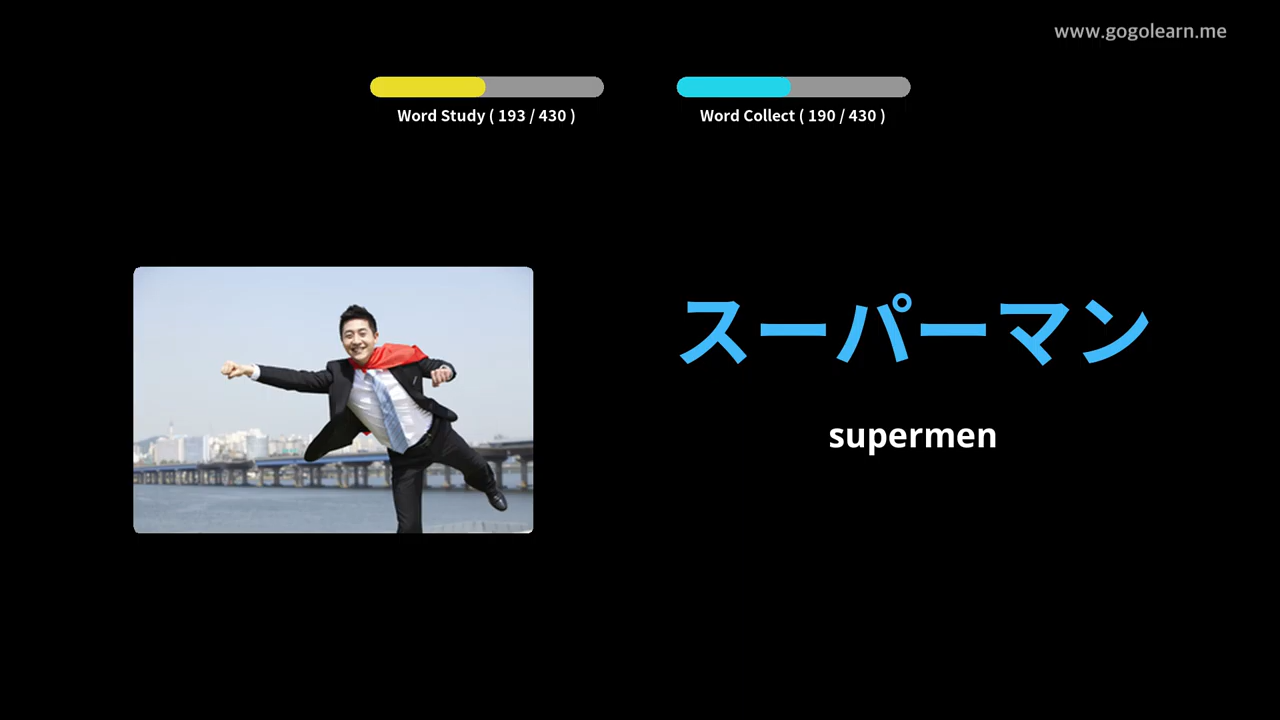 www.gogolearn.me
Word Study ( 193 / 430 )
Word Collect ( 190 / 430 )
スーパーマン
supermen